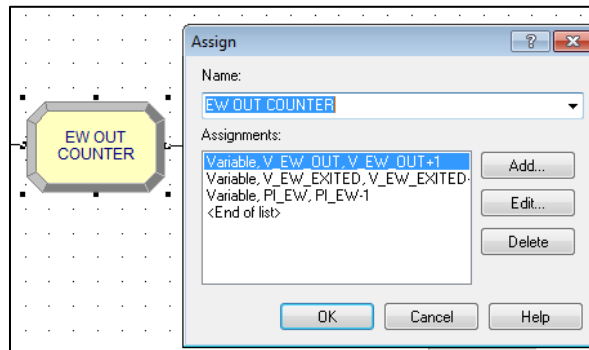 Assign
Name:
EW OUT
COUNTER
EW OUT COUNTER
Assignments:
Variable, V_EW_OUT, V_EW_OUT+1
Variable, V_EW_EXITED, V_EW_EXITED-
Variable, PI_EW, PI_EW-1
<End of list>
Add...
Edit...
Delete
OK
Cancel
Help